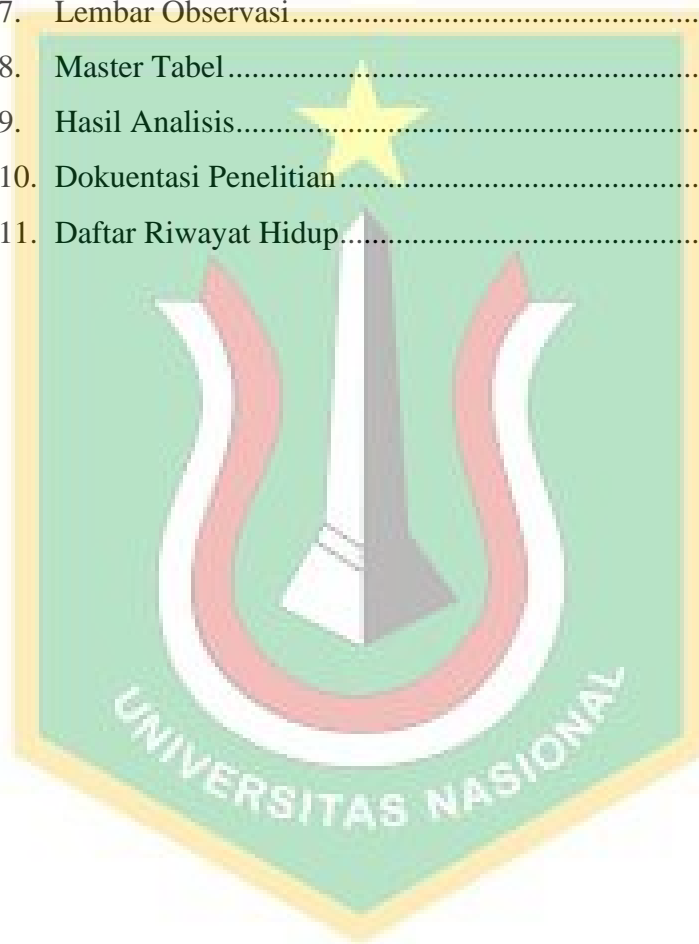 7. Lembar Observasi......................................................
8. Master Tabel..............................................................
9. Hasil Analisis.............................................................
10. Dokuentasi Penelitian................................................
11. Daftar Riwayat Hidup................................................
UNIVERSITAS NASIONAL